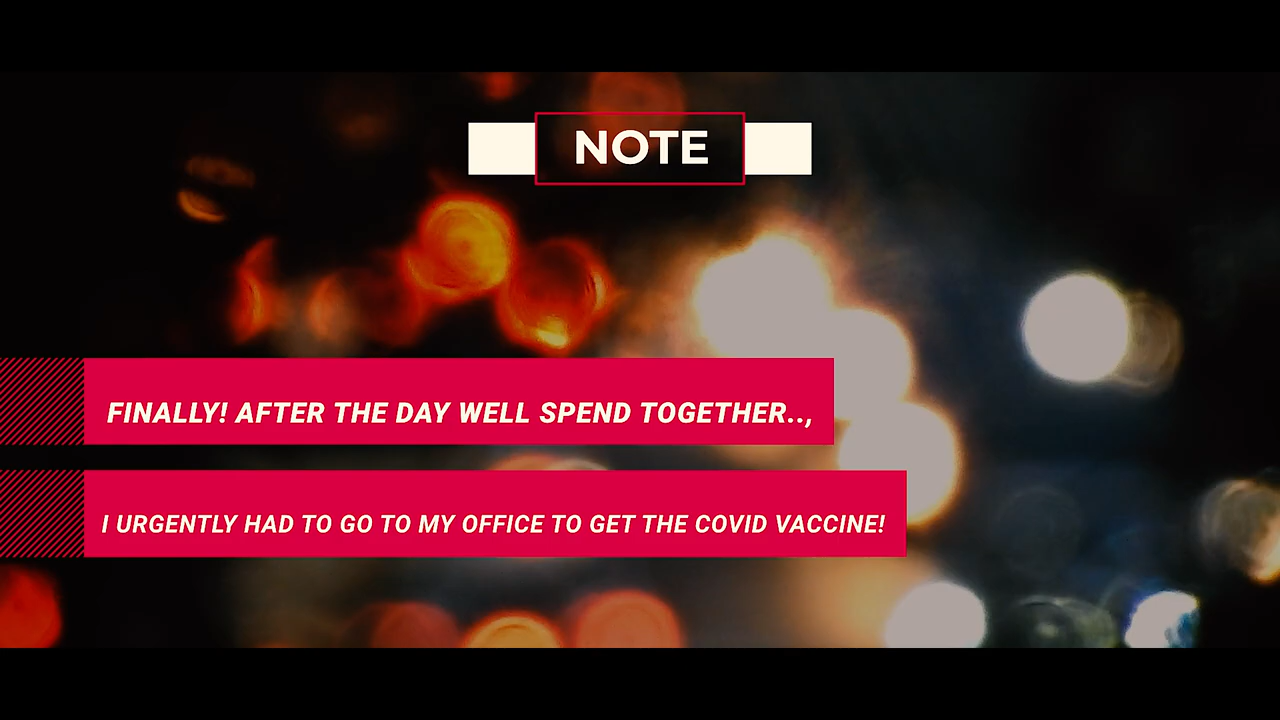 NOTE
FINALLY! AFTER THE DAY WELL SPEND TOGETHER..,
I URGENTLY HAD TO GO TO MY OFFICE TO GET THE COVID VACCINE!